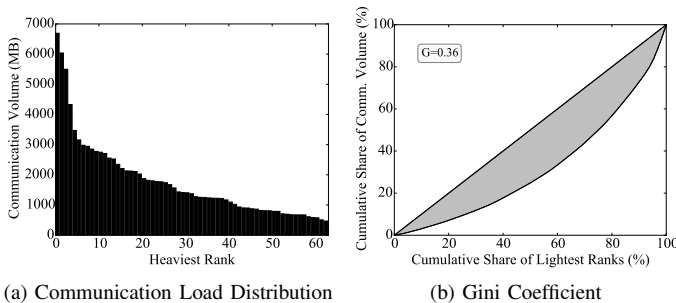 7000
6000
5000
4000
3000
2000
1000
0
0 10 20 30 40 50 60
Communication Volume (MB)
Heaviest Rank
(a) Communication Load Distribution
100
80
60
40
20
0
0 20 40 60 80 100
Cumulative Share of Comm. Volume (%)
G=0.36
Cumulative Share of Lightest Ranks (%)
(b) Gini Coefficient